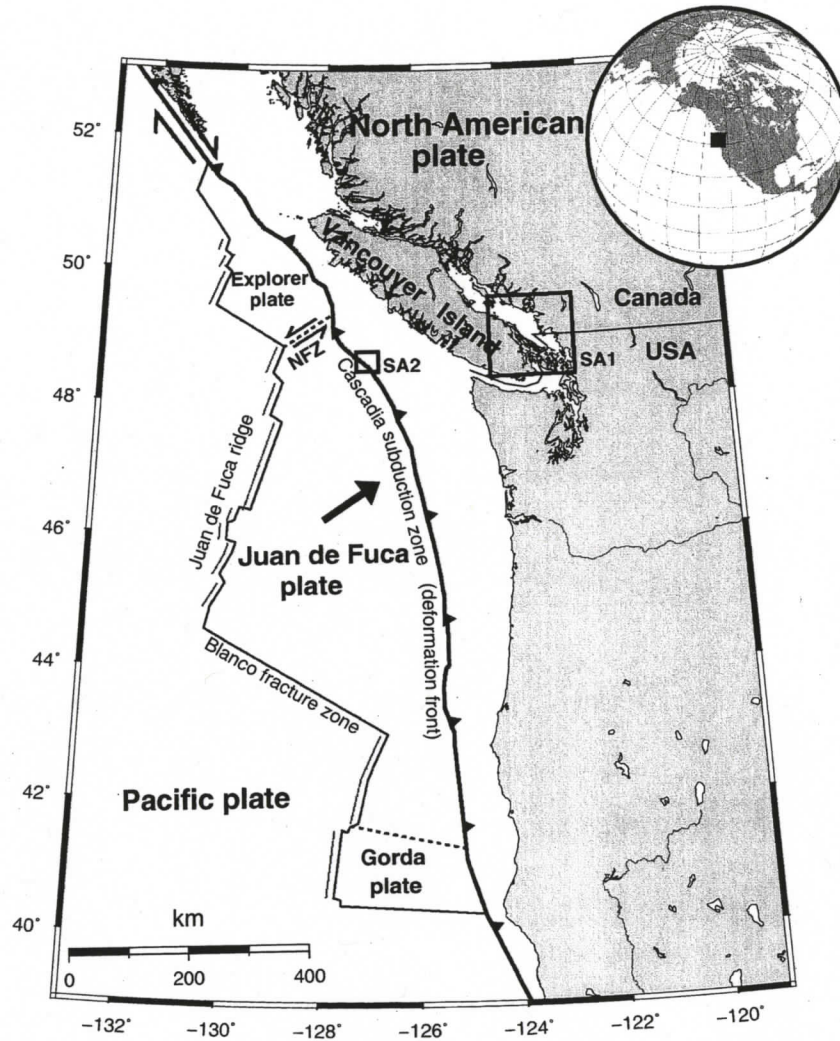 52°
50°
48°
46°
44°
42°
40°
North American
plate
Vancouver
Island
Explorer
plate
NFZ
SA2
SA1
Canada
USA
Cascadia subduction zone (deformation front)
Juan de Fuca ridge
Juan de Fuca
plate
Blanco fracture zone
Pacific plate
Gorda
plate
km
0 200 400
−132° −130° −128° −126° −124° −122° −120°